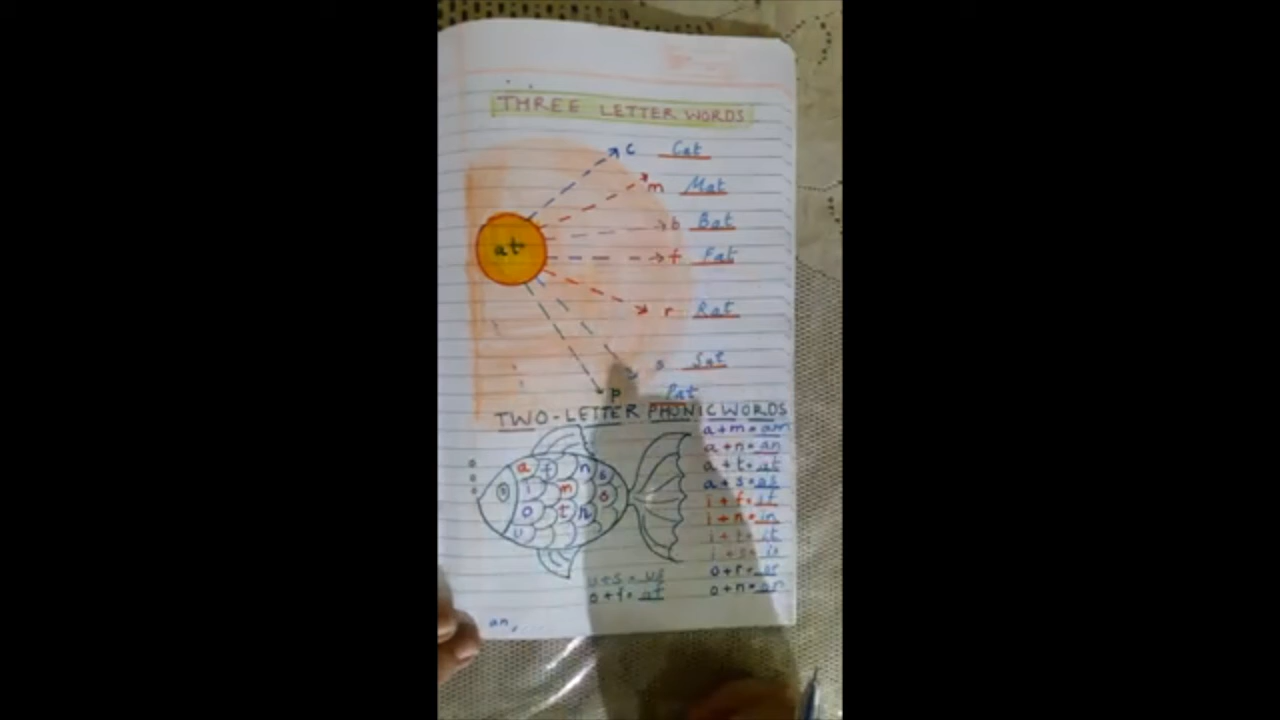 THREE LETTER WORDS
at
c Cat
m Mat
b Bat
f Fat
r Rat
s Sat
p Pat
TWO-LETTER PHONIC WORDS
a + m = am
a + n = an
a + t = at
a + s = as
i + f = if
i + n = in
i + t = it
i + s = is
o + r = or
o + n = on
a f n
i m s
o t r
u
u + s = us
o + f =
an,